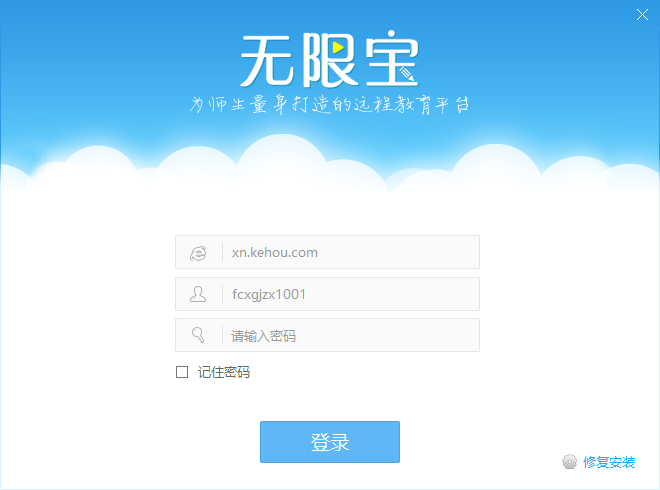 无限宝
为师生量身打造的远程教育平台
xn.kehou.com
fcxgjzx1001
请输入密码
记住密码
登录
修复安装